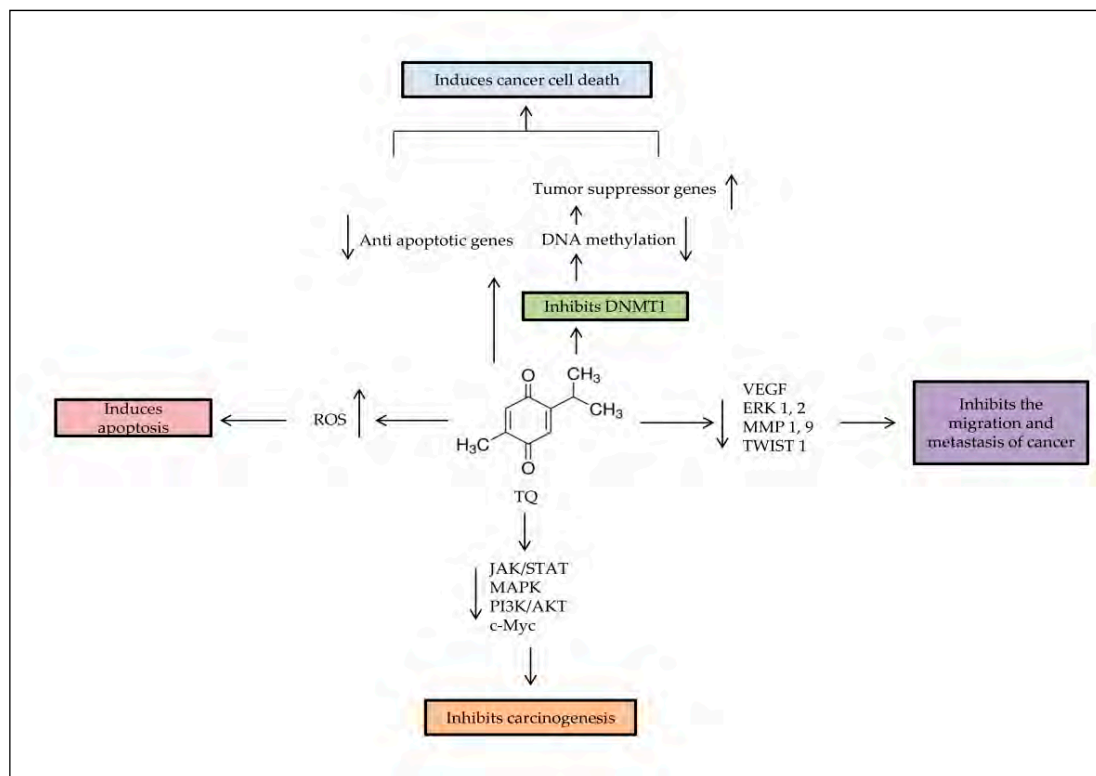 Induces cancer cell death
Tumor suppressor genes
Anti apoptotic genes
DNA methylation
Inhibits DNMT1
O
CH₃
CH₃
H₃C
O
TQ
Induces
apoptosis
ROS
VEGF
ERK 1, 2
MMP 1, 9
TWIST 1
Inhibits the
migration and
metastasis of cancer
JAK/STAT
MAPK
PI3K/AKT
c-Myc
Inhibits carcinogenesis